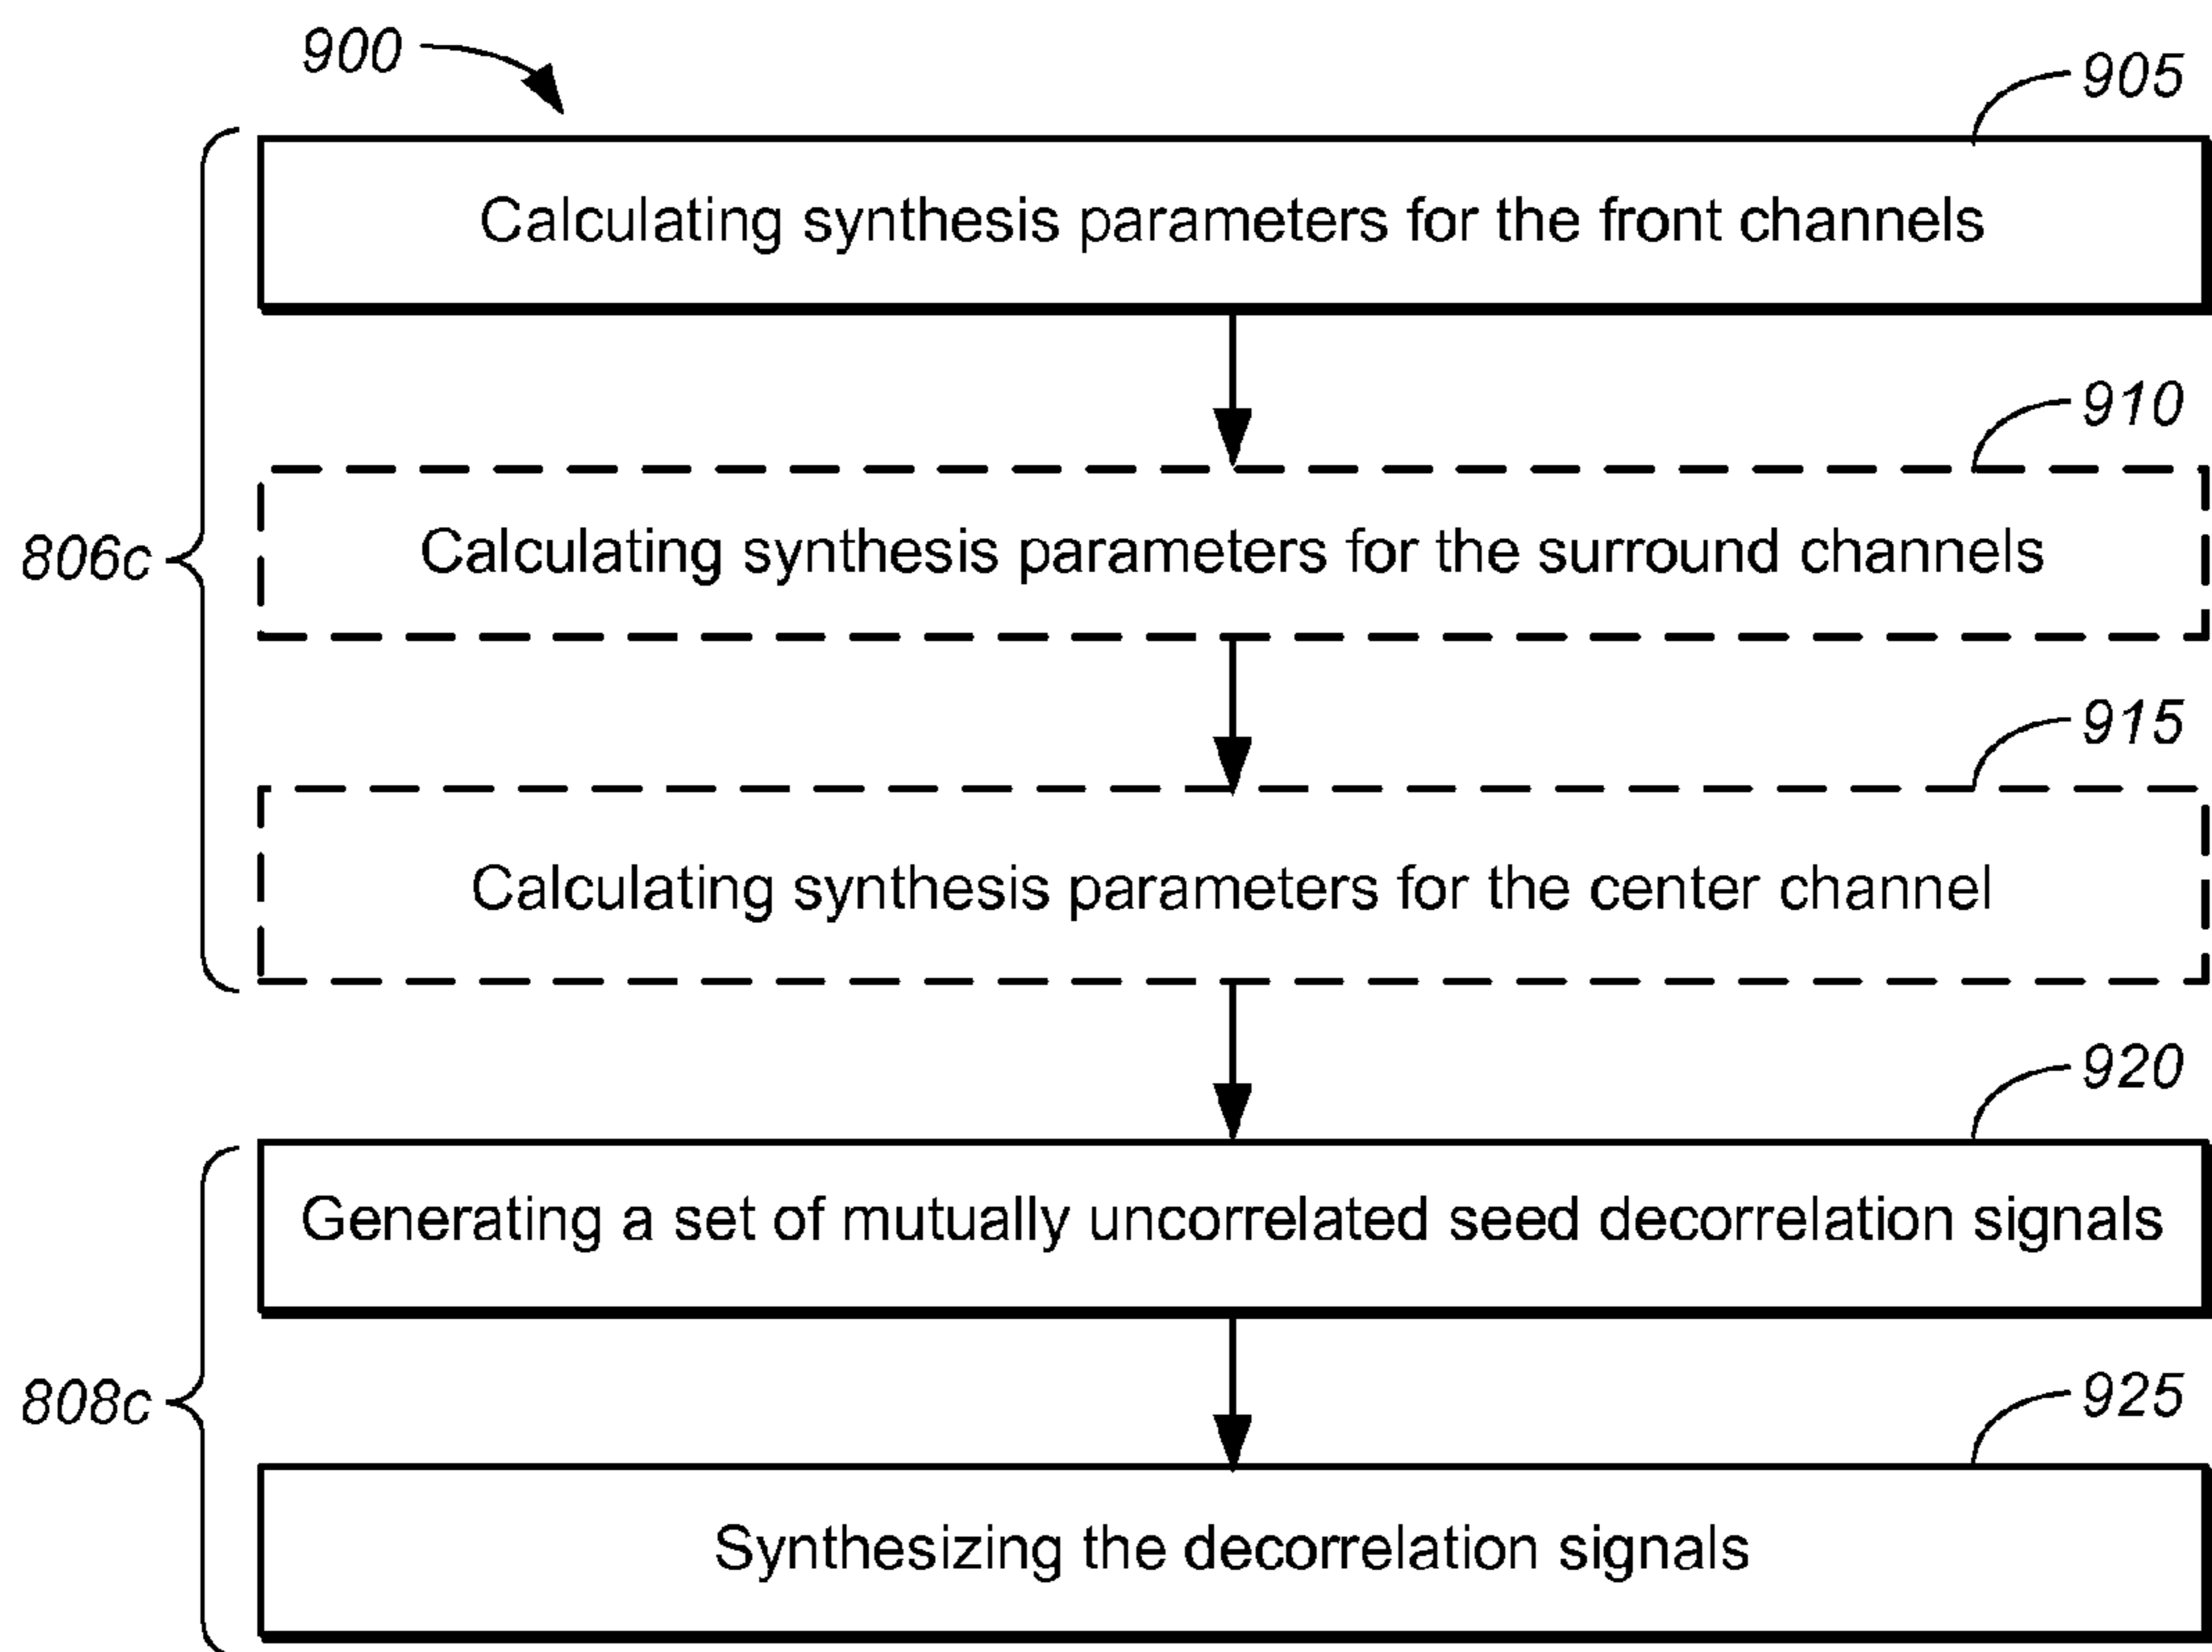 900
905
Calculating synthesis parameters for the front channels
910
806c
Calculating synthesis parameters for the surround channels
915
Calculating synthesis parameters for the center channel
920
Generating a set of mutually uncorrelated seed decorrelation signals
808c
925
Synthesizing the decorrelation signals